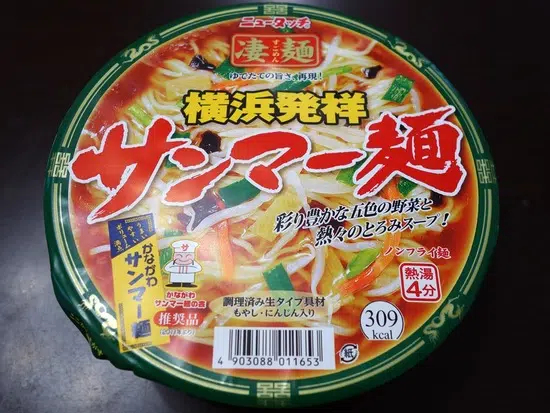 ニュータッチ
凄麺
すごめん
ゆでたての旨さ、再現!
横浜発祥
サンマー麺
彩り豊かな五色の野菜と
熱々のとろみスープ!
ノンフライ麺
熱湯
4分
かながわ
サンマー麺
サ
かながわ
サンマー麺の会
推奨品
調理済み生タイプ具材
もやし・にんじん入り
309
kcal
紙
4 903088 011653